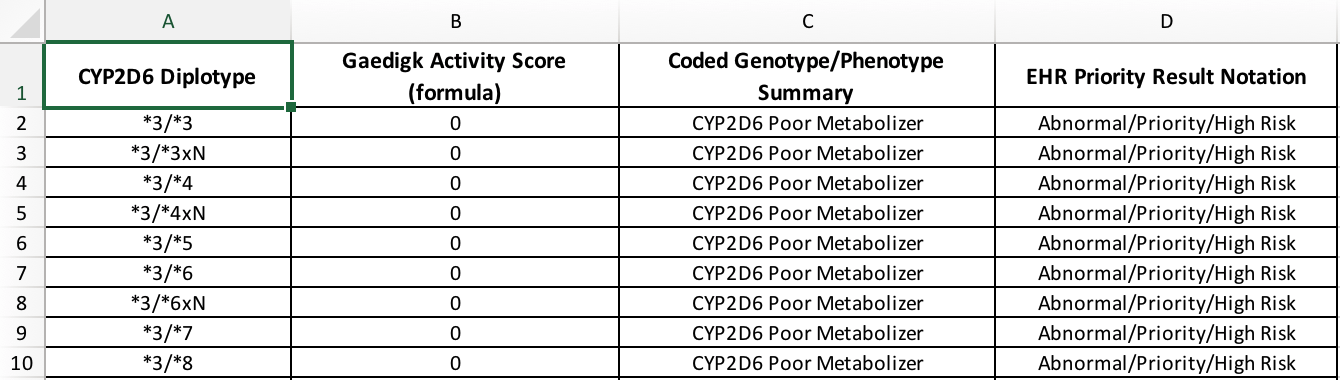 A B C D
1 CYP2D6 Diplotype Gaedigk Activity Score (formula) Coded Genotype/Phenotype Summary EHR Priority Result Notation
2 *3/*3 0 CYP2D6 Poor Metabolizer Abnormal/Priority/High Risk
3 *3/*3xN 0 CYP2D6 Poor Metabolizer Abnormal/Priority/High Risk
4 *3/*4 0 CYP2D6 Poor Metabolizer Abnormal/Priority/High Risk
5 *3/*4xN 0 CYP2D6 Poor Metabolizer Abnormal/Priority/High Risk
6 *3/*5 0 CYP2D6 Poor Metabolizer Abnormal/Priority/High Risk
7 *3/*6 0 CYP2D6 Poor Metabolizer Abnormal/Priority/High Risk
8 *3/*6xN 0 CYP2D6 Poor Metabolizer Abnormal/Priority/High Risk
9 *3/*7 0 CYP2D6 Poor Metabolizer Abnormal/Priority/High Risk
10 *3/*8 0 CYP2D6 Poor Metabolizer Abnormal/Priority/High Risk